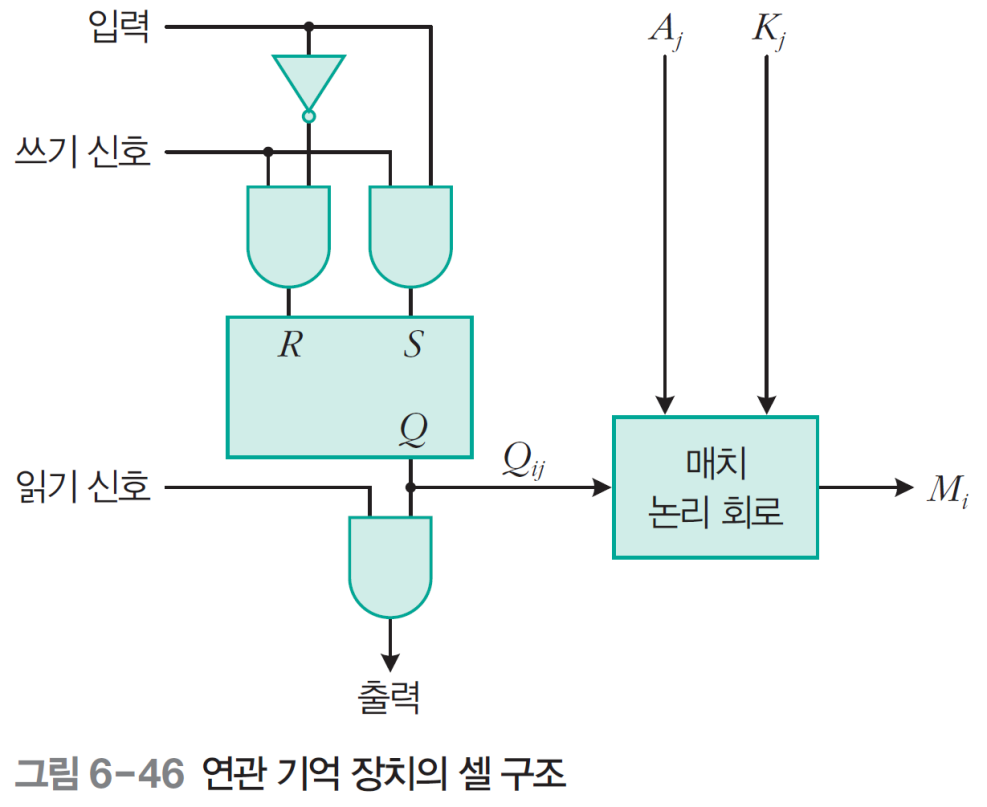 입력
A_j
K_j
쓰기 신호
R
S
Q
Q_ij
읽기 신호
매치
논리 회로
M_i
출력
그림 6-46 연관 기억 장치의 셀 구조